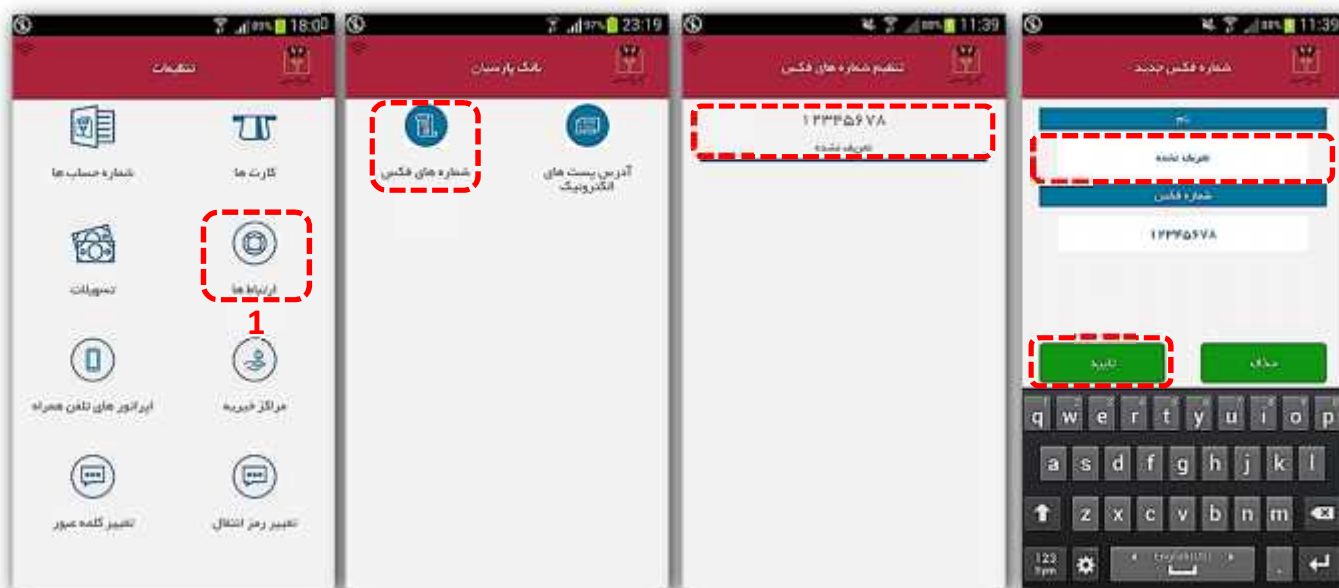 18:00
تنظیمات
کارت ها
شماره حساب ها
ارتباط ها
تسهیلات
1
مراکز خیریه
اپراتور های تلفن همراه
تغییر رمز انتقال
تغییر کلمه عبور
97%
23:19
بانک پارسیان
آدرس پست های
الکترونیک
شماره های فکس
11:39
تنظیم شماره های فکس
۱۲۳۴۵۶۷۸
تعریف نشده
11:39
شماره فکس جدید
نام
تعریف نشده
شماره فکس
۱۲۳۴۵۶۷۸
حذف
تایید
q w e r t y u i o p
a s d f g h j k l
z x c v b n m
123
Sym
.